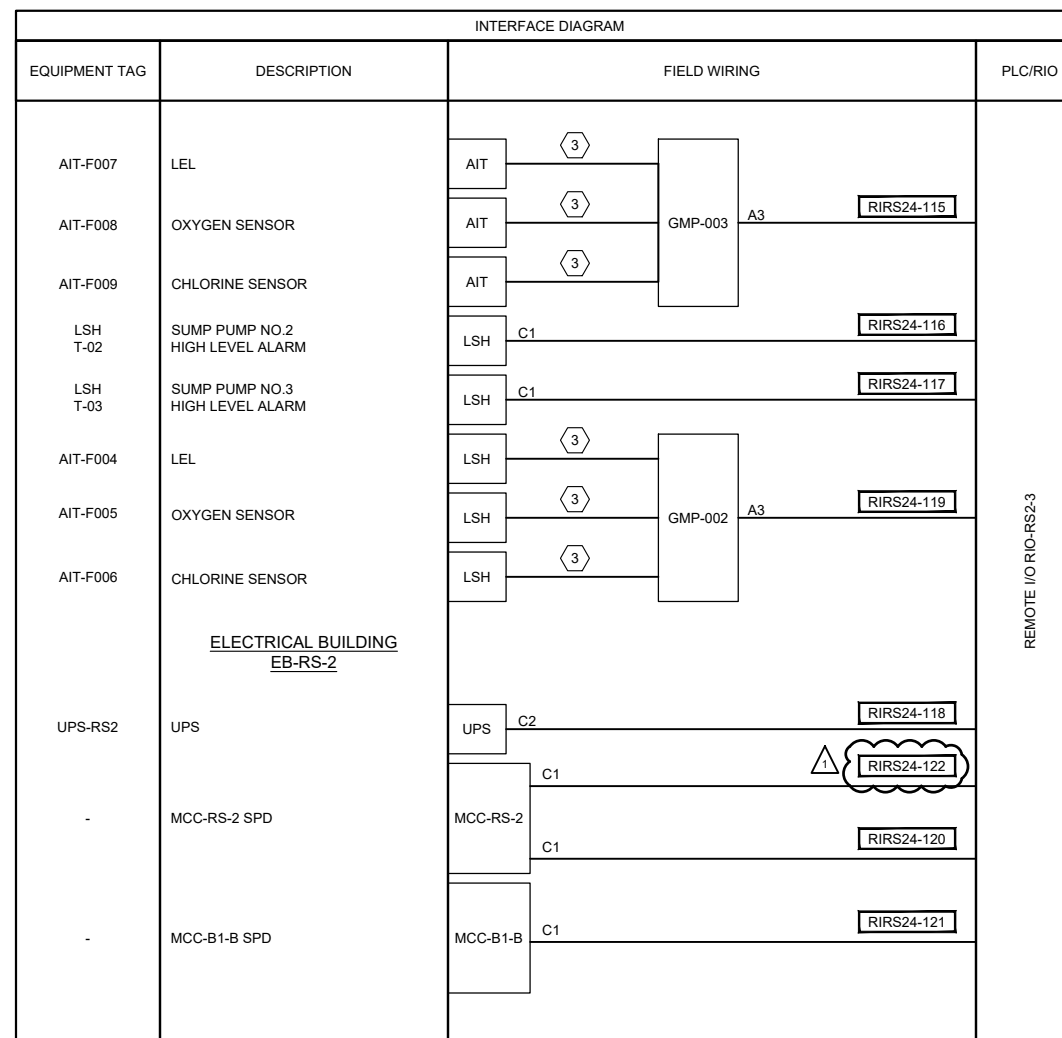 INTERFACE DIAGRAM
EQUIPMENT TAG DESCRIPTION FIELD WIRING PLC/RIO
AIT-F007 LEL AIT 3
AIT-F008 OXYGEN SENSOR AIT 3 GMP-003 A3 RIRS24-115
AIT-F009 CHLORINE SENSOR AIT 3
LSH SUMP PUMP NO.2 LSH C1 RIRS24-116
T-02 HIGH LEVEL ALARM
LSH SUMP PUMP NO.3 LSH C1 RIRS24-117
T-03 HIGH LEVEL ALARM
AIT-F004 LEL LSH 3
AIT-F005 OXYGEN SENSOR LSH 3 GMP-002 A3 RIRS24-119
AIT-F006 CHLORINE SENSOR LSH 3
REMOTE I/O RIO-RS2-3
ELECTRICAL BUILDING
EB-RS-2
UPS-RS2 UPS UPS C2 RIRS24-118
C1 1 RIRS24-122
- MCC-RS-2 SPD MCC-RS-2
C1 RIRS24-120
- MCC-B1-B SPD MCC-B1-B C1 RIRS24-121